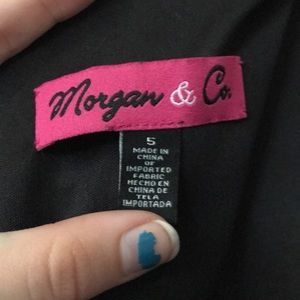 Morgan & Co.
5
MADE IN
CHINA
OF
IMPORTED
FABRIC
HECHO EN
CHINA DE
TELA
IMPORTADA